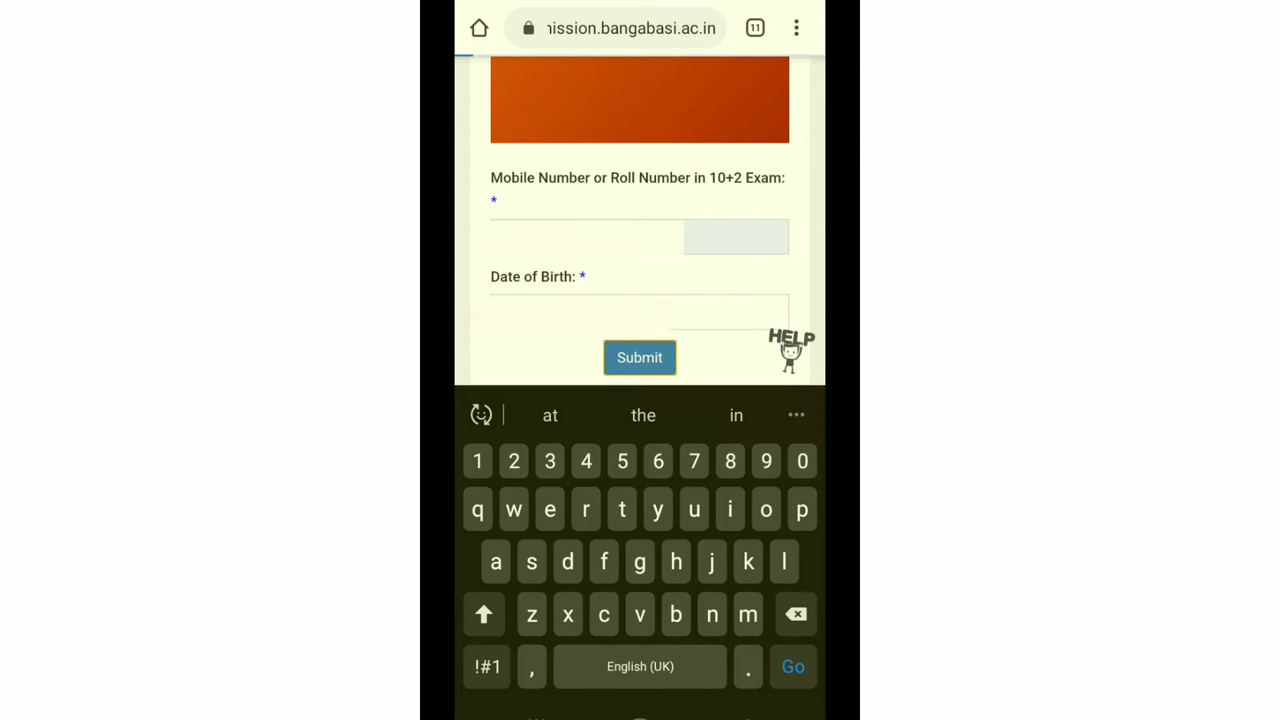 nission.bangabasi.ac.in 11
Mobile Number or Roll Number in 10+2 Exam:
*
Date of Birth: *
HELP
Submit
at the in
1 2 3 4 5 6 7 8 9 0
q w e r t y u i o p
a s d f g h j k l
z x c v b n m
!#1 , English (UK) . Go